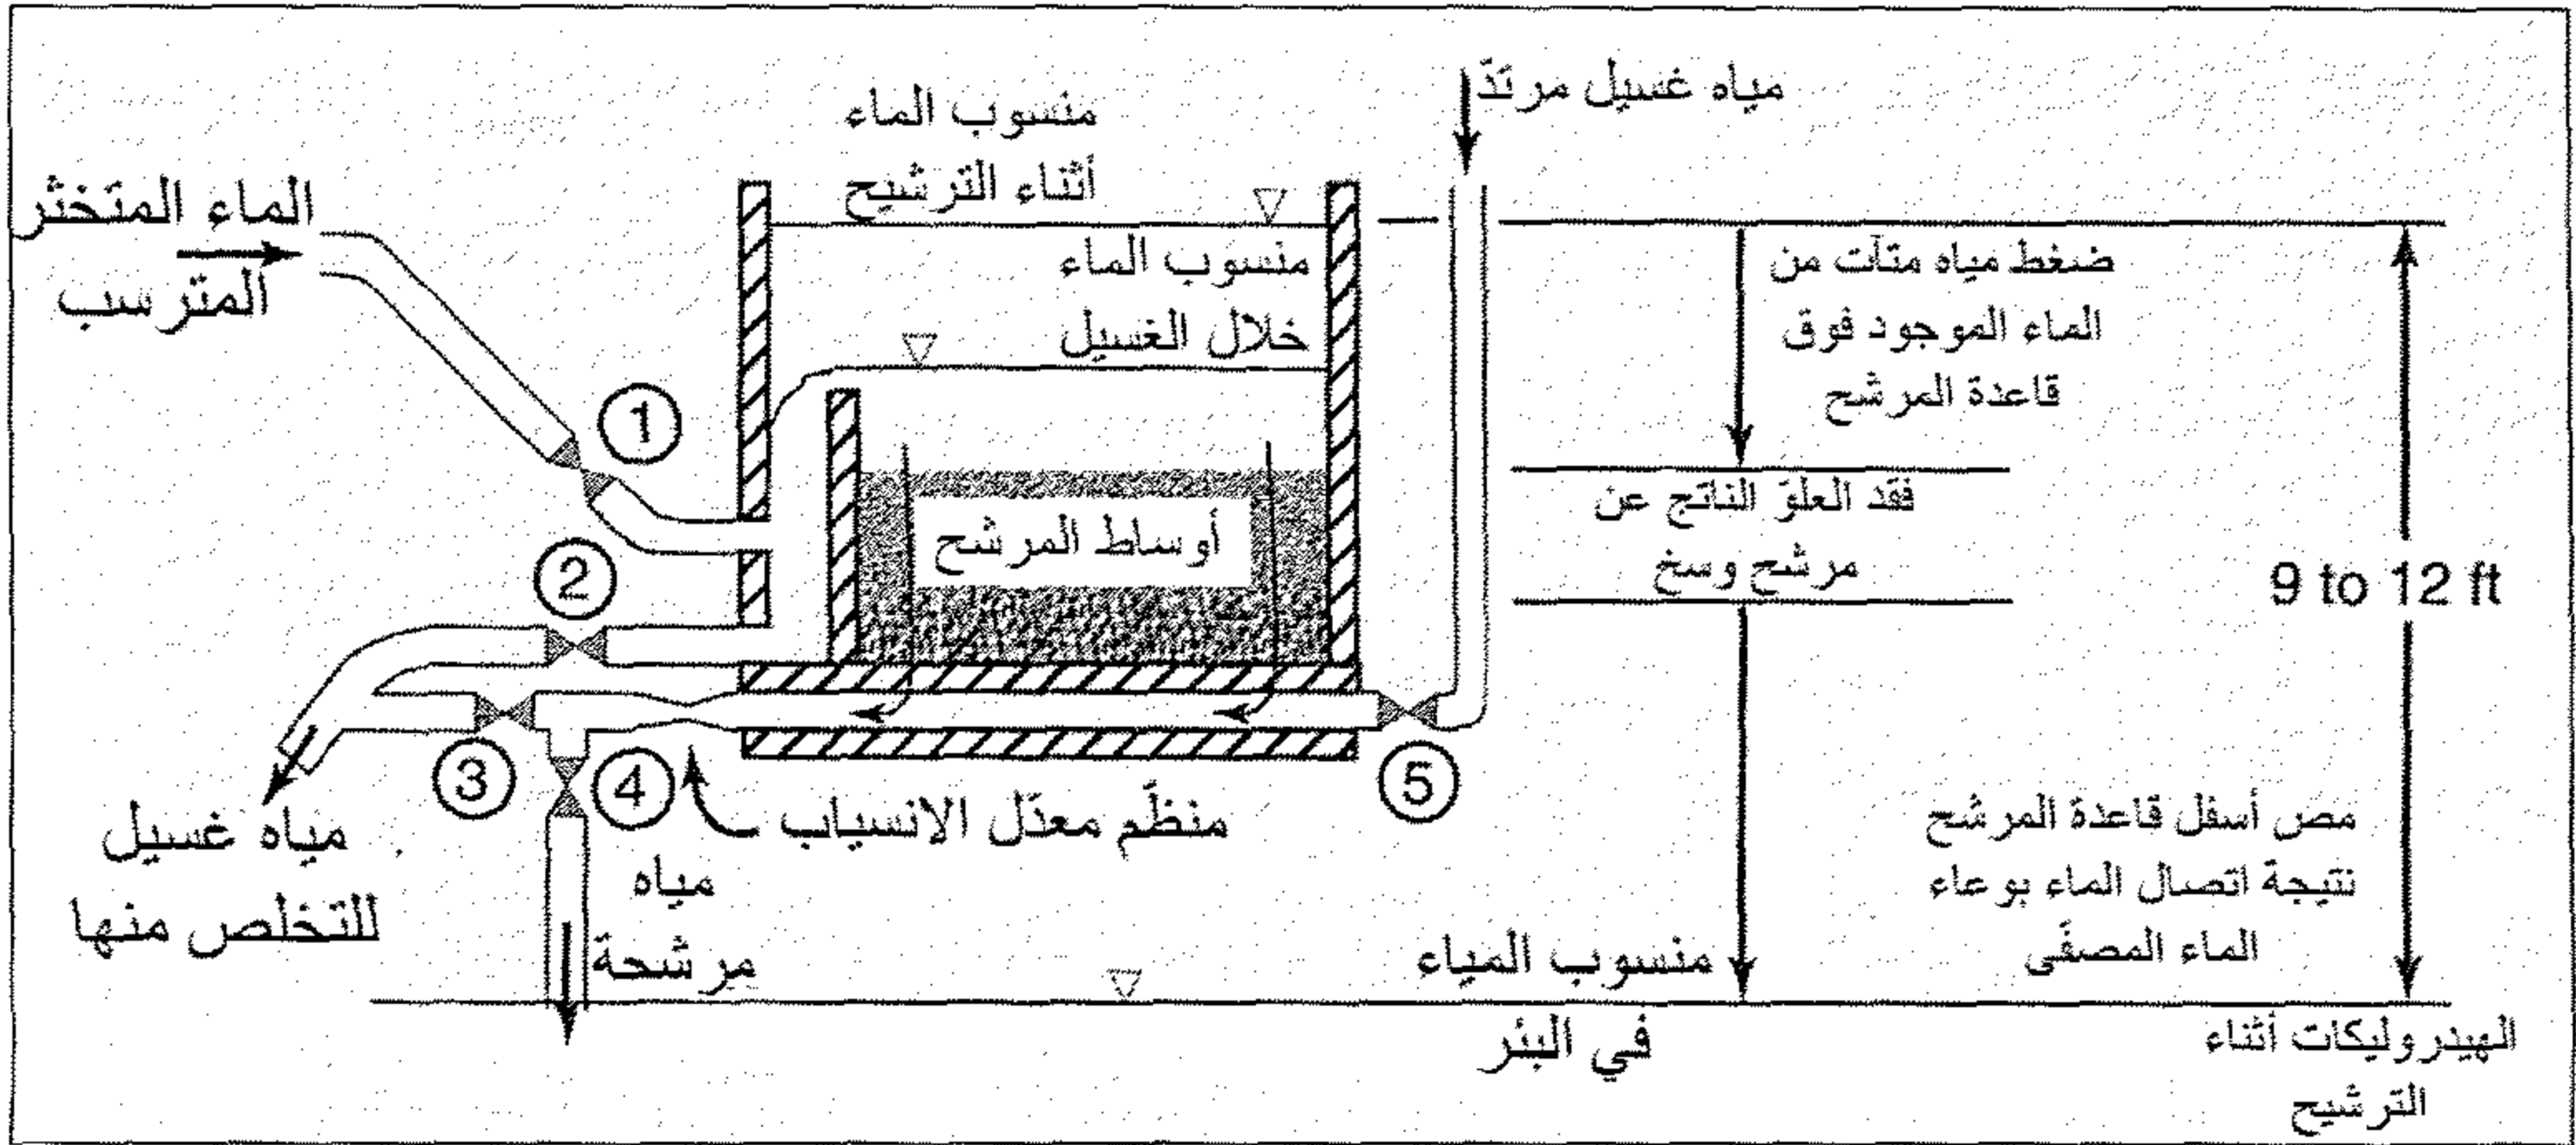 مياه غسيل مرتدّ
منسوب الماء
أثناء الترشيح
الماء المتخثر
المترسب
منسوب الماء
خلال الغسيل
ضغط مياه متآت من
الماء الموجود فوق
قاعدة المرشح
1
فقد العلق الناتج عن
مرشح وسخ
أوساط المرشح
2
9 to 12 ft
3
4
5
منظّم معدّل الانسياب
مياه غسيل
للتخلص منها
مياه
مرشحة
مص أسفل قاعدة المرشح
نتيجة اتصال الماء بوعاء
الماء المصفّى
منسوب المياء
في البئر
الهيدروليكات أثناء
الترشيح